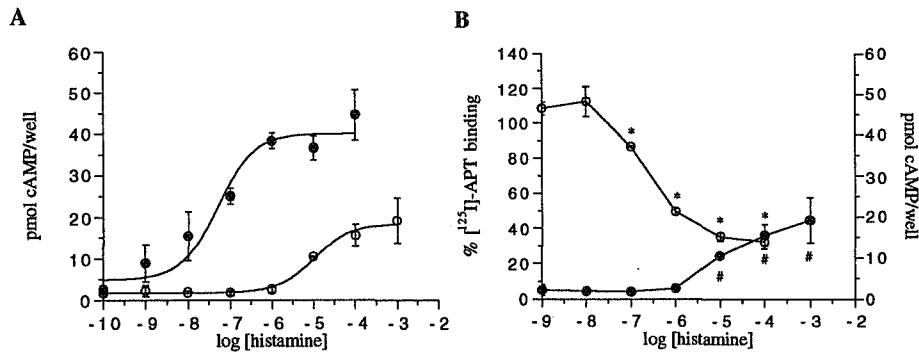 A
60
50
40
30
20
10
0
pmol cAMP/well
-10 -9 -8 -7 -6 -5 -4 -3 -2
log [histamine]
B
140
120
100
80
60
40
20
0
% [125I]-APT binding
* * * *
# # #
60
50
40
30
20
10
0
pmol cAMP/well
-9 -8 -7 -6 -5 -4 -3 -2
log [histamine]